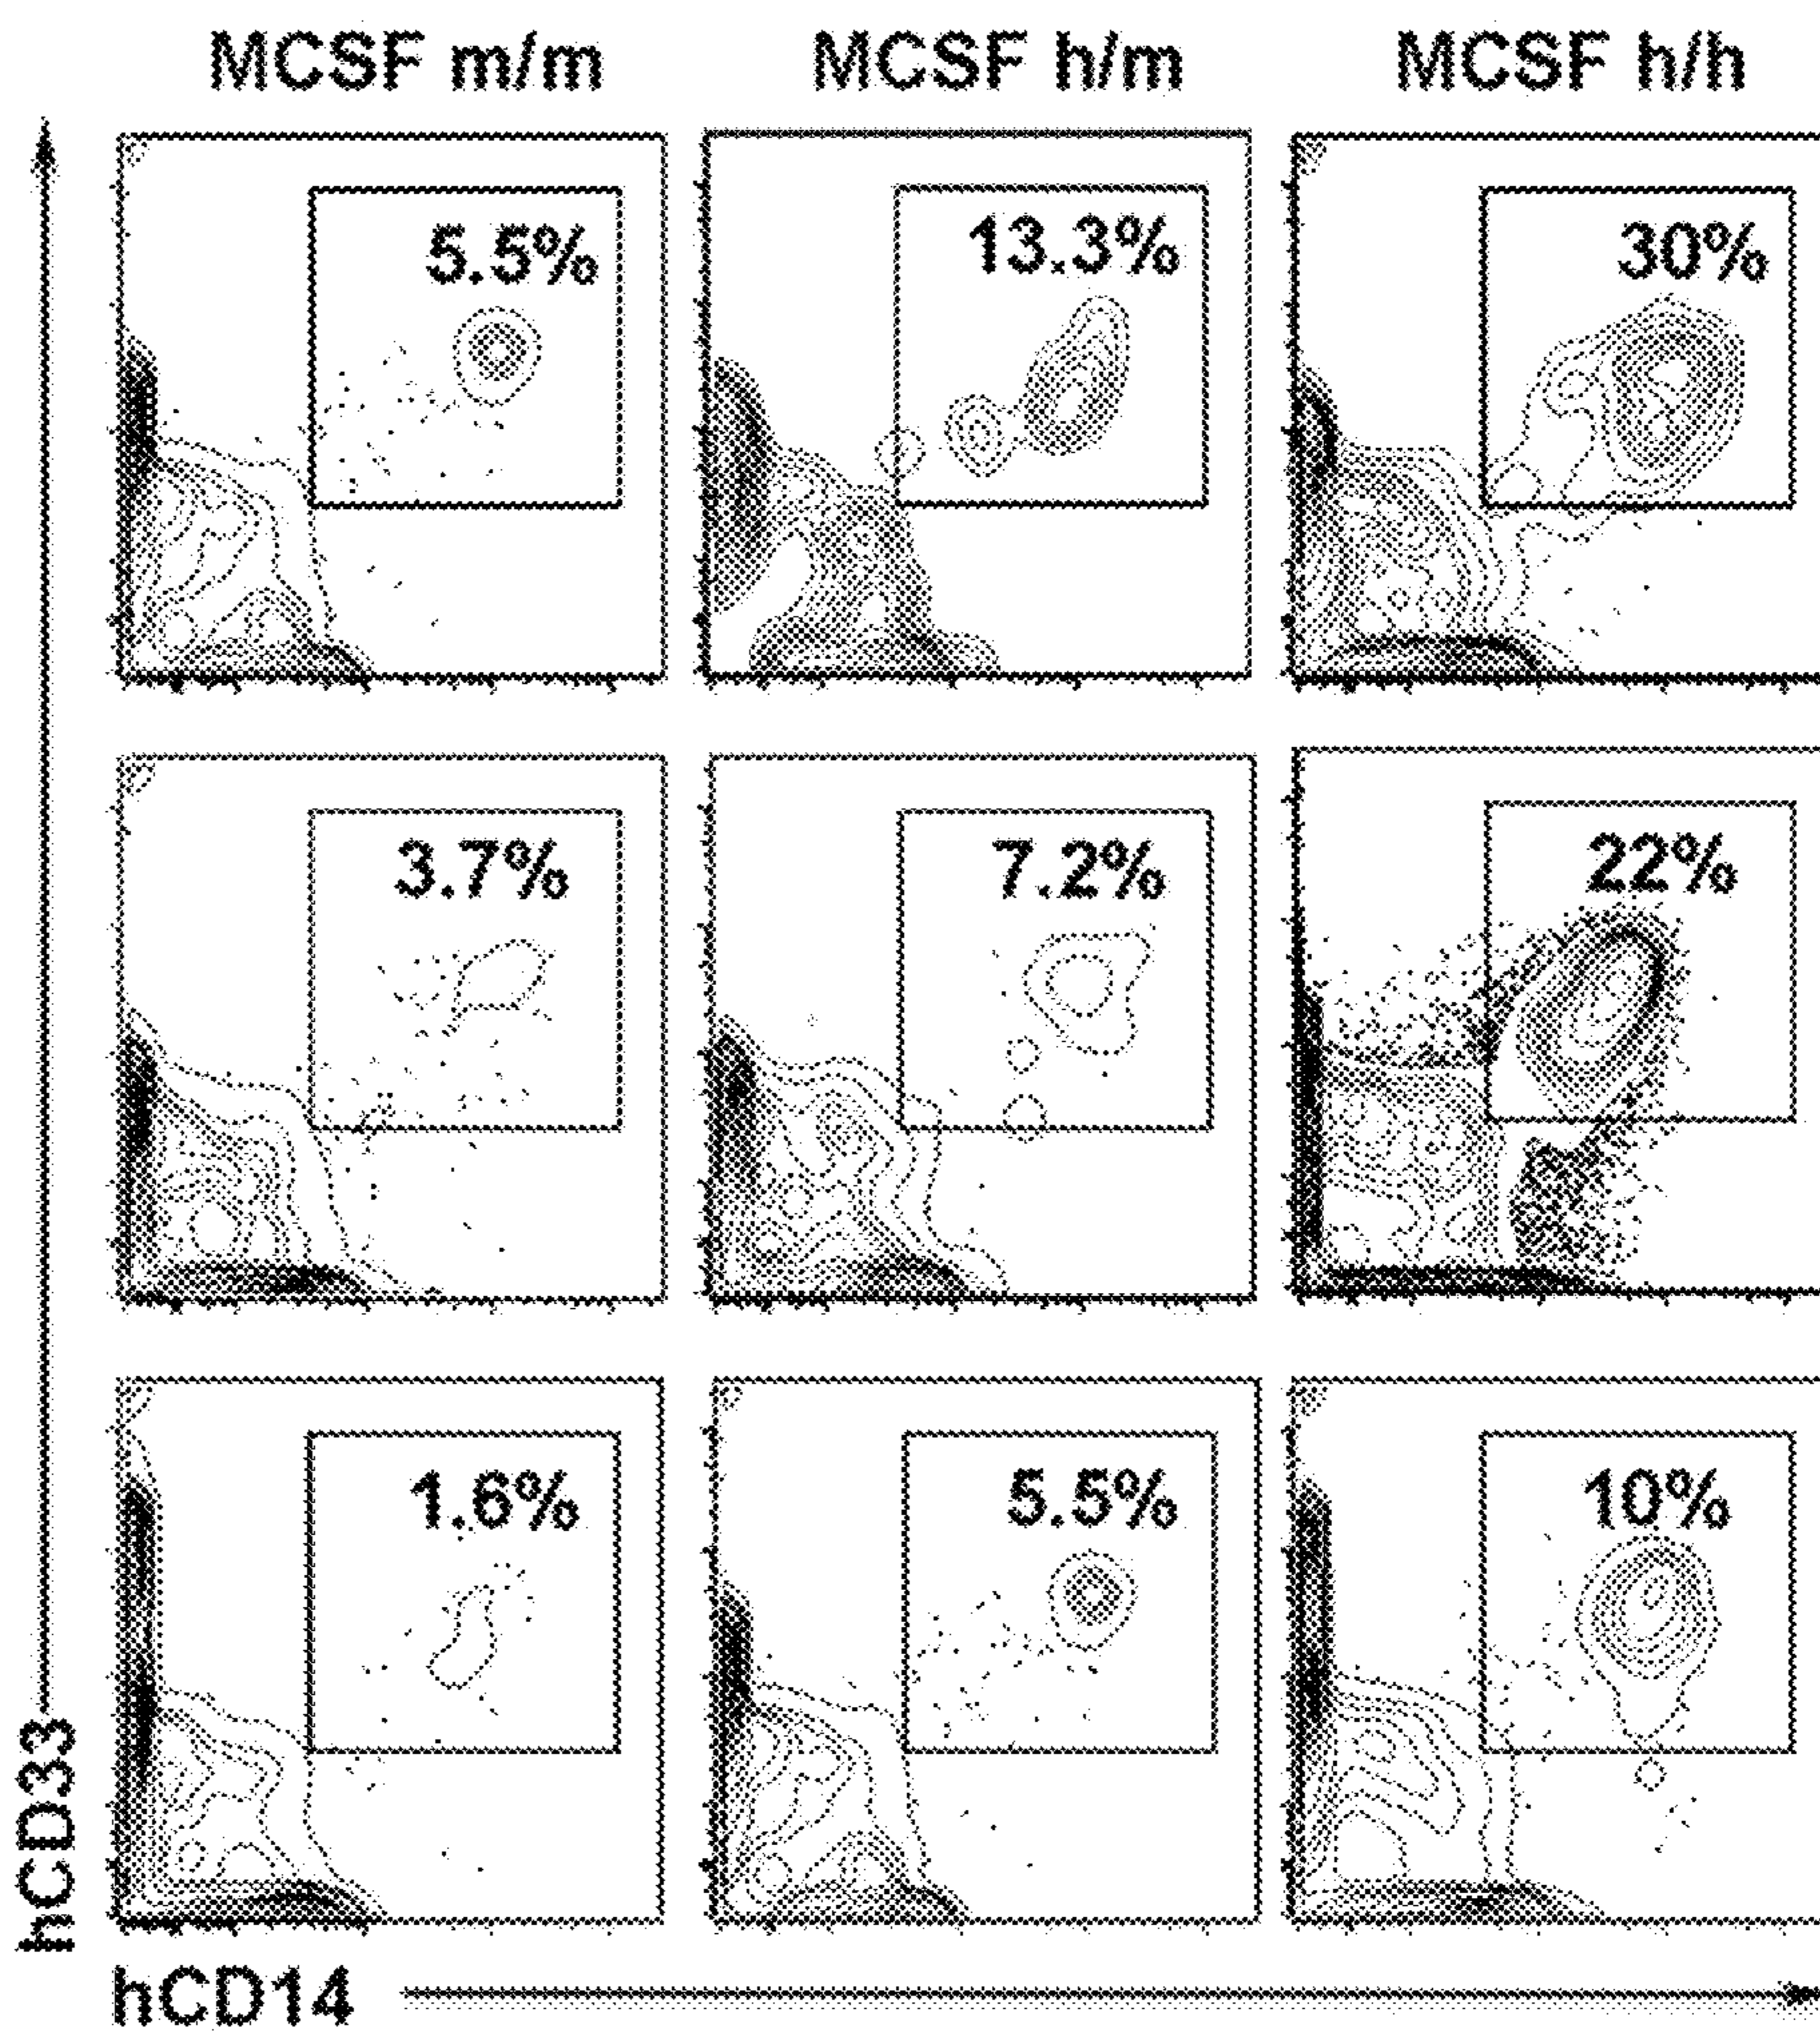 MCSF m/m MCSF h/m MCSF h/h
5.5% 13.3% 30%
3.7% 7.2% 22%
1.6% 5.5% 10%
hCD33
hCD14